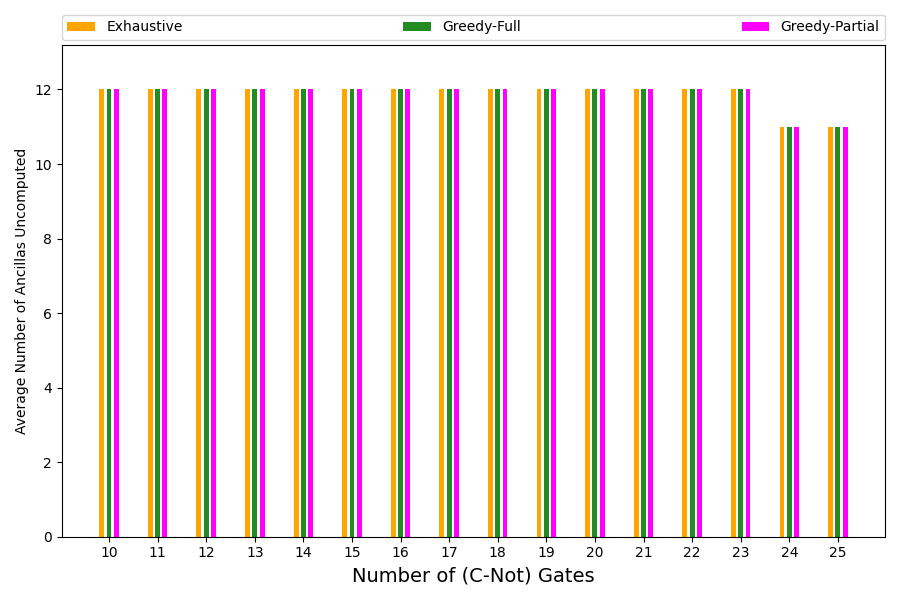 Exhaustive Greedy-Full Greedy-Partial
Average Number of Ancillas Uncomputed
12
10
8
6
4
2
0
10 11 12 13 14 15 16 17 18 19 20 21 22 23 24 25
Number of (C-Not) Gates